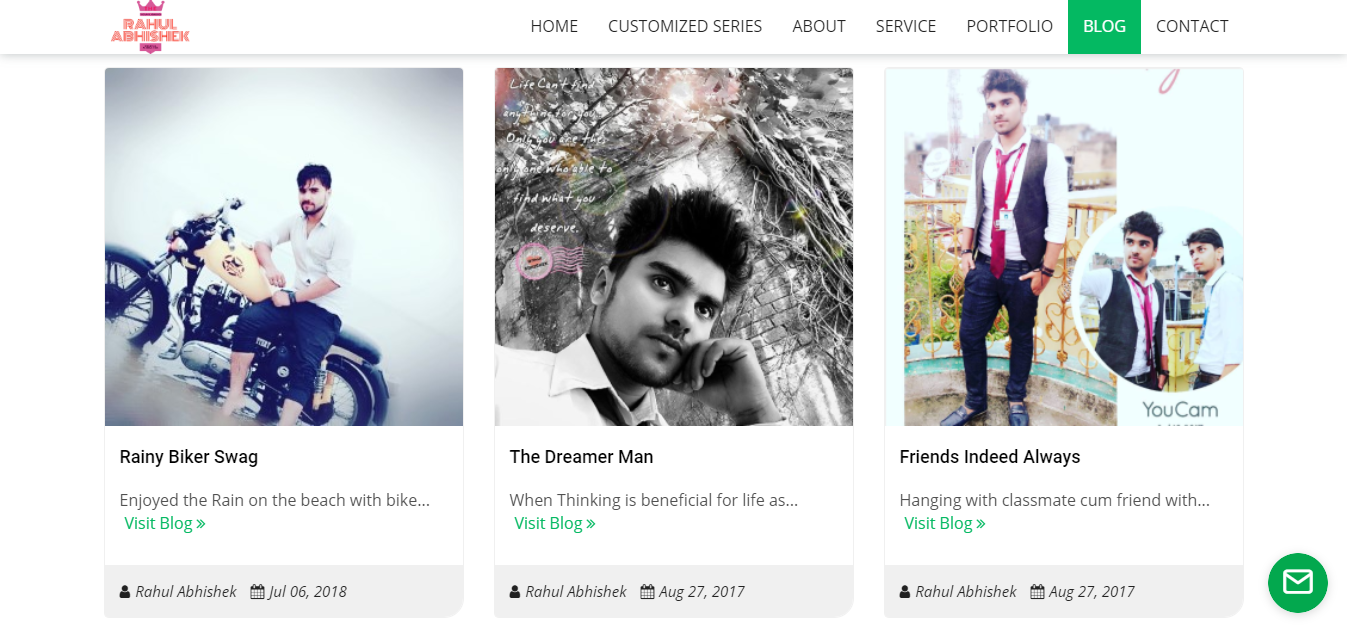 RAHUL
ABHISHEK
HOME
CUSTOMIZED SERIES
ABOUT
SERVICE
PORTFOLIO
BLOG
CONTACT
Life Can't find
anything for you..
Only you are the
only one who able to
find what you
deserve.
YouCam
Rainy Biker Swag
Enjoyed the Rain on the beach with bike...
Visit Blog »
Rahul Abhishek Jul 06, 2018
The Dreamer Man
When Thinking is beneficial for life as...
Visit Blog »
Rahul Abhishek Aug 27, 2017
Friends Indeed Always
Hanging with classmate cum friend with...
Visit Blog »
Rahul Abhishek Aug 27, 2017